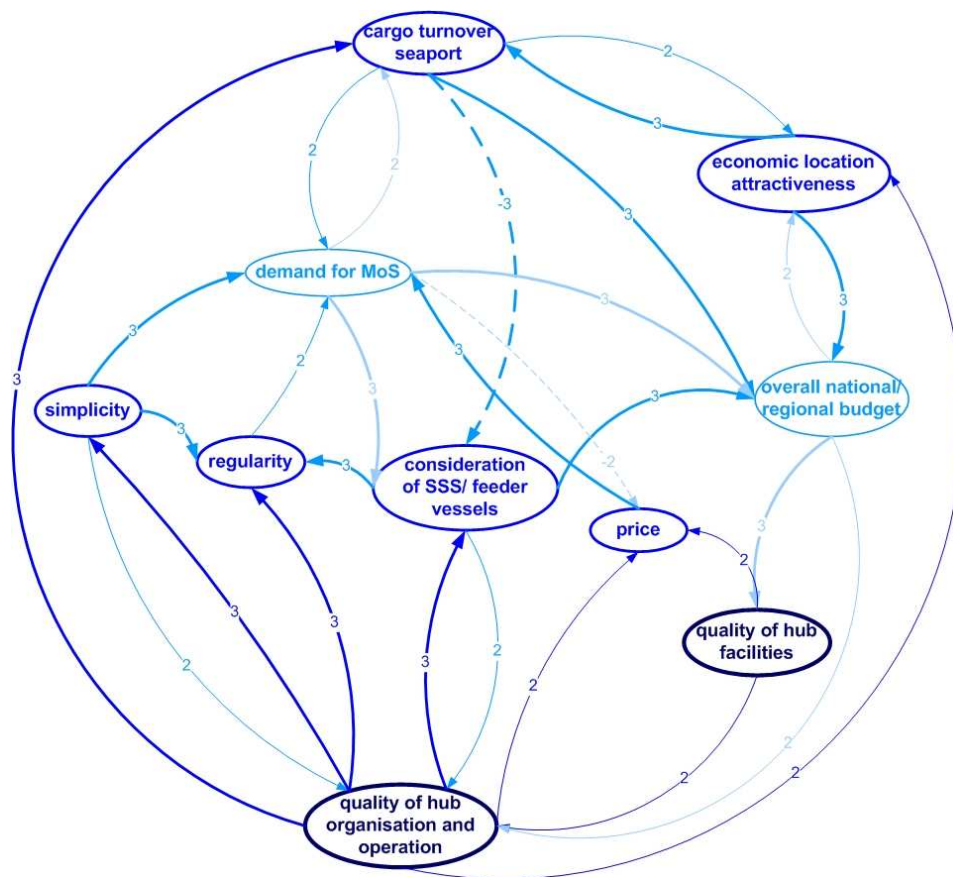 cargo turnover
seaport
2
3
economic location
attractiveness
2
2
-3
3
demand for MoS
3
2
3
3
3
3
2
overall national/
regional budget
simplicity
3
3
3
regularity
3
consideration
of SSS/ feeder
vessels
-2
price
3
2
3
quality of hub
facilities
2
3
2
2
2
2
2
quality of hub
organisation and
operation